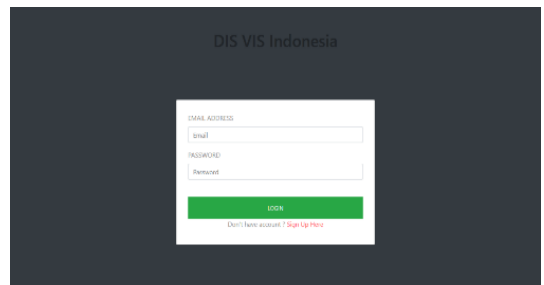 DIS VIS Indonesia
EMAIL ADDRESS
Email
PASSWORD
Password
LOGIN
Don't have account ? Sign Up Here